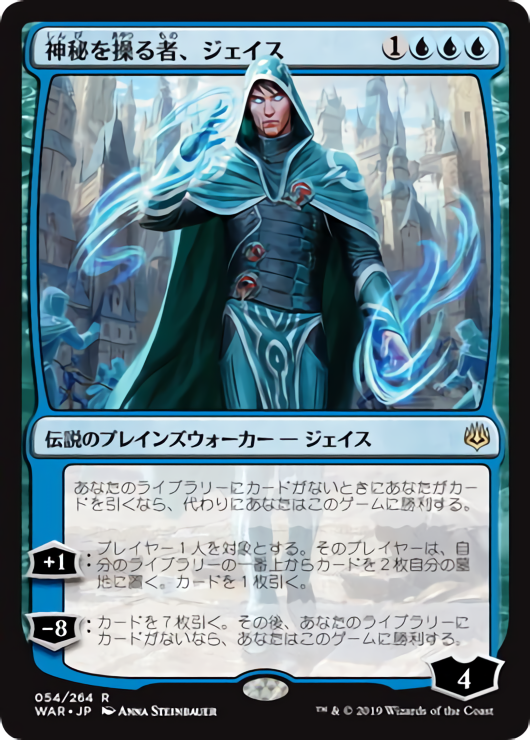 神秘を操る者、ジェイス 1
しんぴ あやつ もの
伝説のプレインズウォーカー — ジェイス
あなたのライブラリーにカードがないときにあなたがカー
ドを引くなら、代わりにあなたはこのゲームに勝利する。
+1 : プレイヤー1人を対象とする。そのプレイヤーは、自
分のライブラリーの一番上からカードを2枚自分の墓
地に置く。カードを1枚引く。
-8 : カードを7枚引く。その後、あなたのライブラリーに
カードがないなら、あなたはこのゲームに勝利する。
4
054/264 R
WAR • JP Anna Steinbauer
™ & © 2019 Wizards of the Coast